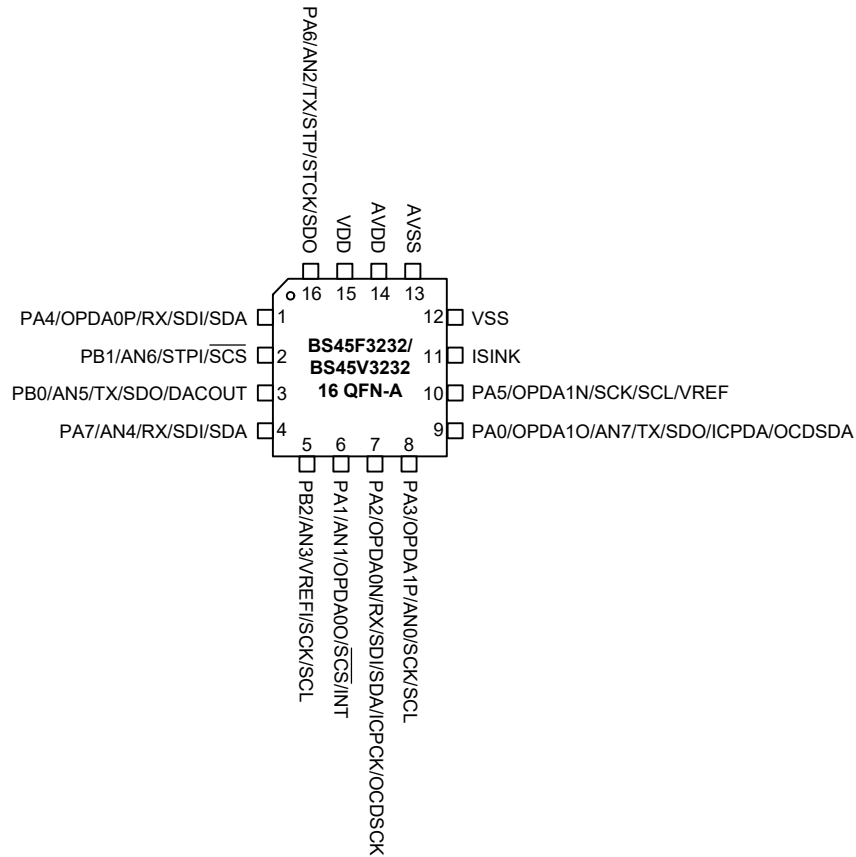 PA6/AN2/TX/STP/STCK/SDO
VDD
AVDD
AVSS
16 15 14 13
PA4/OPDA0P/RX/SDI/SDA 1
PB1/AN6/STPI/SCS 2
PB0/AN5/TX/SDO/DACOUT 3
PA7/AN4/RX/SDI/SDA 4
BS45F3232/
BS45V3232
16 QFN-A
12 VSS
11 ISINK
10 PA5/OPDA1N/SCK/SCL/VREF
9 PA0/OPDA1O/AN7/TX/SDO/ICPDA/OCDSDA
5 6 7 8
PB2/AN3/VREFI/SCK/SCL
PA1/AN1/OPDA0O/SCS/INT
PA2/OPDA0N/RX/SDI/SDA/ICPCK/OCDSCK
PA3/OPDA1P/AN0/SCK/SCL